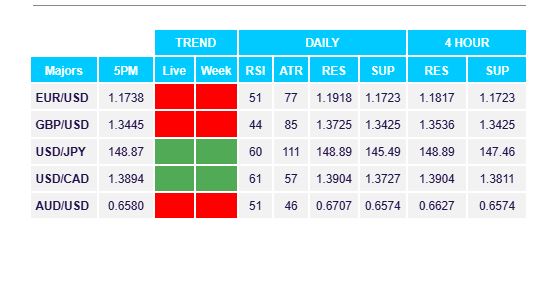 TREND DAILY 4 HOUR
Majors 5PM Live Week RSI ATR RES SUP RES SUP
EUR/USD 1.1738 51 77 1.1918 1.1723 1.1817 1.1723
GBP/USD 1.3445 44 85 1.3725 1.3425 1.3536 1.3425
USD/JPY 148.87 60 111 148.89 145.49 148.89 147.46
USD/CAD 1.3894 61 57 1.3904 1.3727 1.3904 1.3811
AUD/USD 0.6580 51 46 0.6707 0.6574 0.6627 0.6574